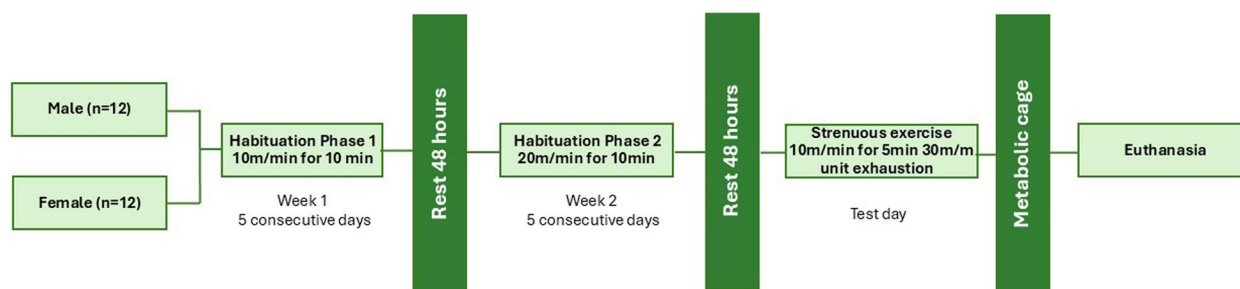 Male (n=12)
Female (n=12)
Habituation Phase 1
10m/min for 10 min
Week 1
5 consecutive days
Rest 48 hours
Habituation Phase 2
20m/min for 10min
Week 2
5 consecutive days
Rest 48 hours
Strenuous exercise
10m/min for 5min 30m/m
unit exhaustion
Test day
Metabolic cage
Euthanasia